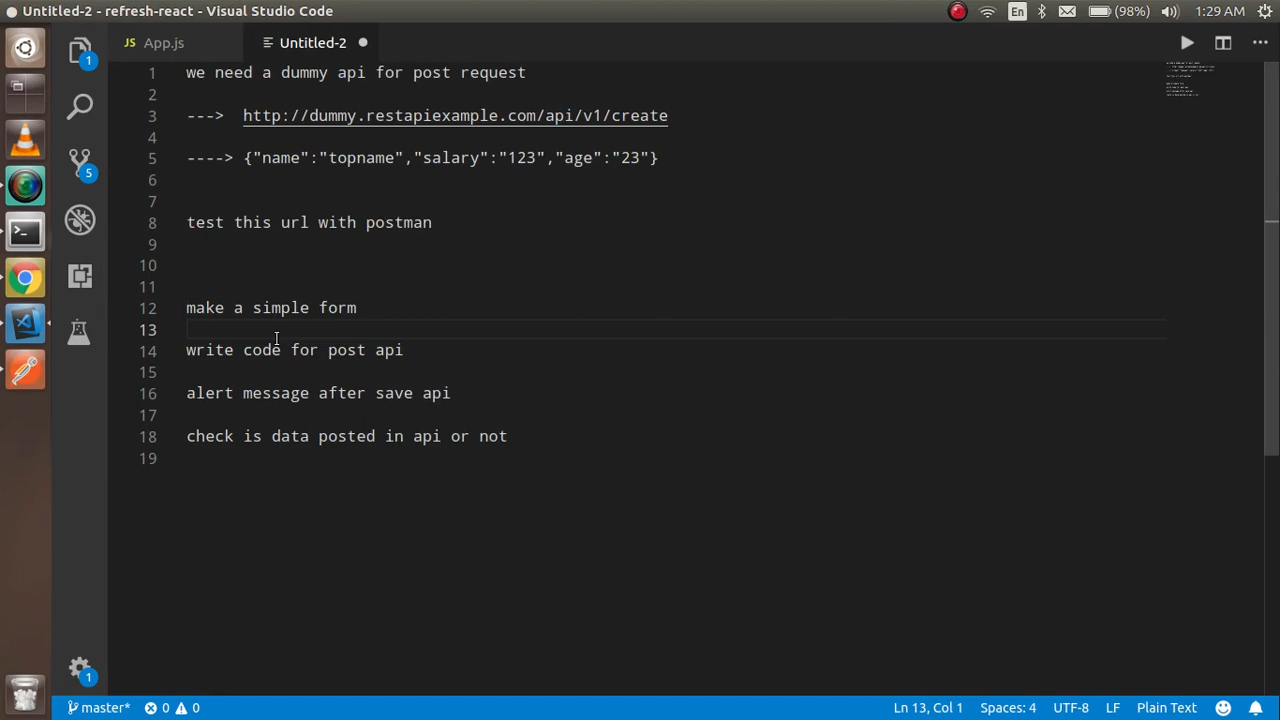 Untitled-2 - refresh-react - Visual Studio Code
En
(98%)
1:29 AM
1
JS App.js
Untitled-2
1 we need a dummy api for post request
2
3 ---> http://dummy.restapiexample.com/api/v1/create
4
5 ----> {"name":"topname","salary":"123","age":"23"}
6
7
8 test this url with postman
9
10
11
12 make a simple form
13
14 write code for post api
15
16 alert message after save api
17
18 check is data posted in api or not
19
5
1
master* 0 0 Ln 13, Col 1 Spaces: 4 UTF-8 LF Plain Text